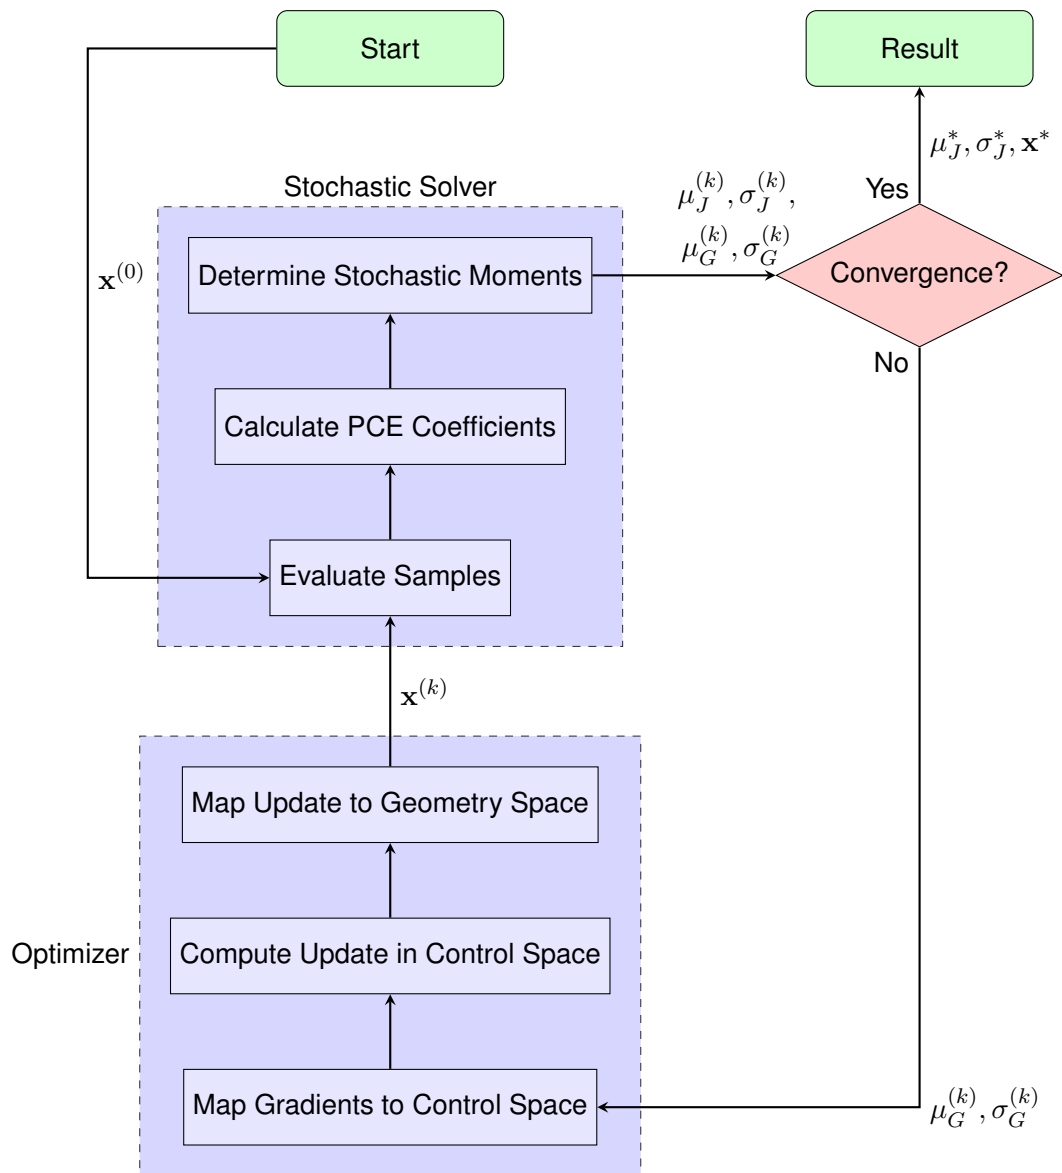 Start
Result
μ_J^*, σ_J^*, x^*
Stochastic Solver
μ_J^{(k)}, σ_J^{(k)},
μ_G^{(k)}, σ_G^{(k)}
Yes
x^{(0)}
Determine Stochastic Moments
Convergence?
No
Calculate PCE Coefficients
Evaluate Samples
x^{(k)}
Map Update to Geometry Space
Optimizer
Compute Update in Control Space
Map Gradients to Control Space
μ_G^{(k)}, σ_G^{(k)}